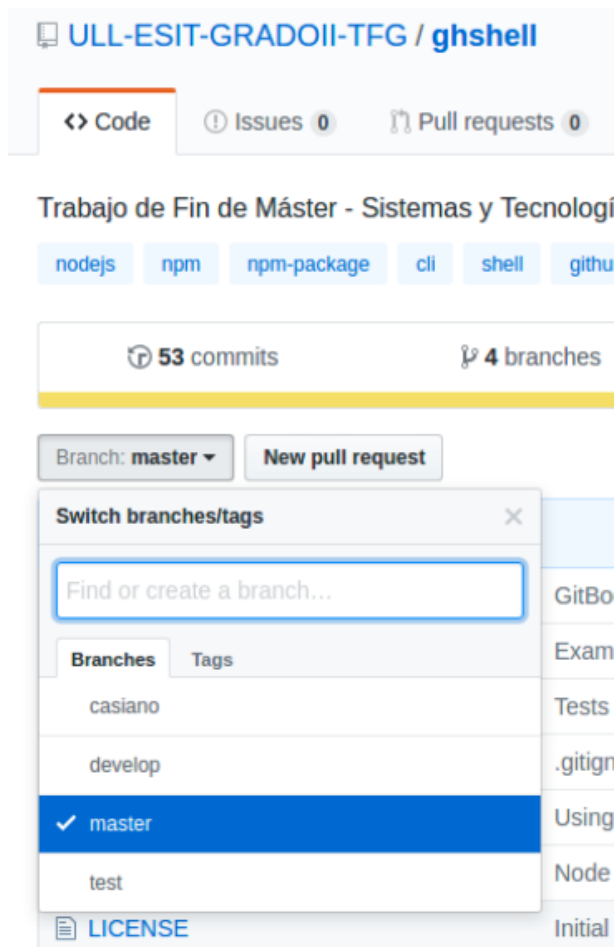 ULL-ESIT-GRADOII-TFG / ghshell
Code Issues 0 Pull requests 0
Trabajo de Fin de Máster - Sistemas y Tecnologí
nodejs npm npm-package cli shell githu
53 commits 4 branches
Branch: master New pull request
Switch branches/tags
Find or create a branch...
GitBo
Branches Tags
Exam
casiano
Tests
develop
.gitign
master
Using
test
Node
LICENSE
Initial